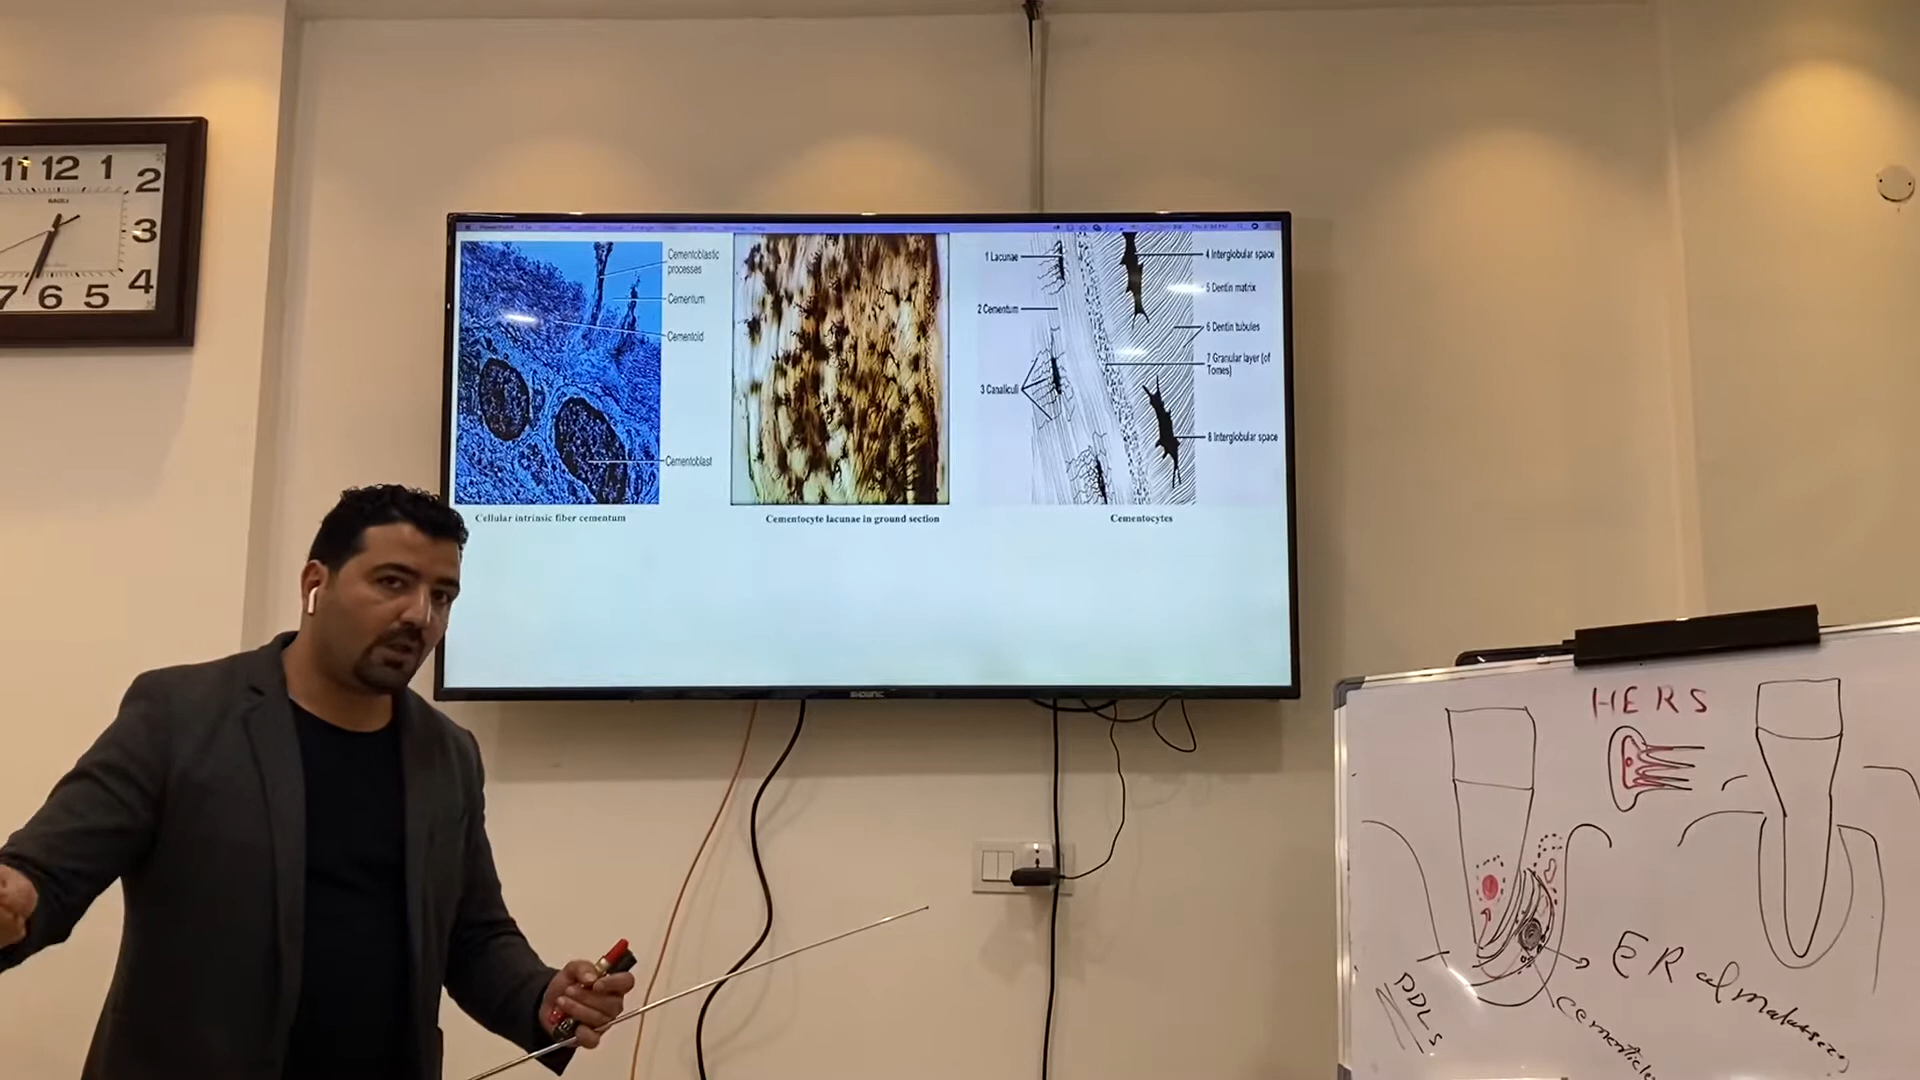 11 12 1
2
3
4
5
6
7
Cementoblastic
processes
Cementum
Cementoid
Cementoblast
Cellular intrinsic fiber cementum
Cementocyte lacunae in ground section
1 Lacunae
2 Cementum
3 Canaliculi
4 Interglobular space
5 Dentin matrix
6 Dentin tubules
7 Granular layer (of
Tomes)
8 Interglobular space
Cementocytes
HERS
PDLs
ER of malassez
cementicle